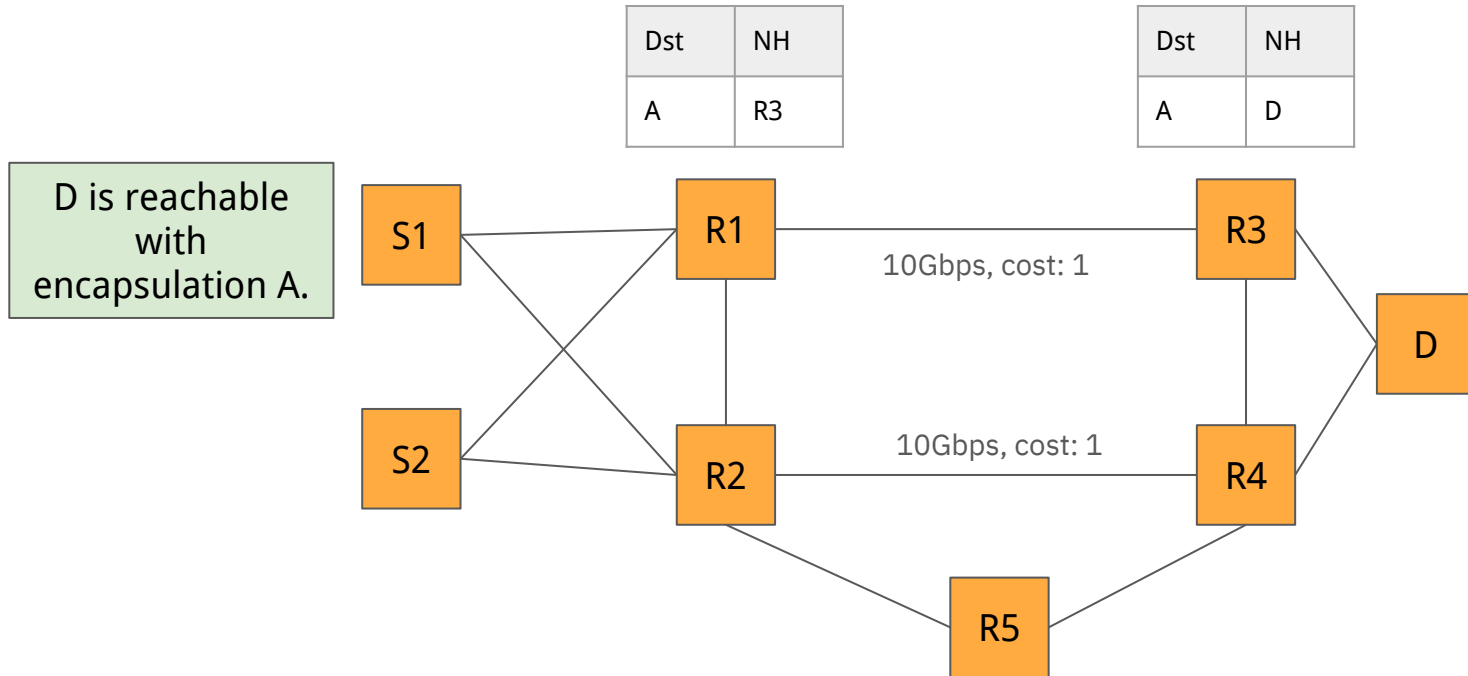 Dst NH
A R3
Dst NH
A D
D is reachable
with
encapsulation A.
S1
R1
R3
10Gbps, cost: 1
D
S2
R2
10Gbps, cost: 1
R4
R5